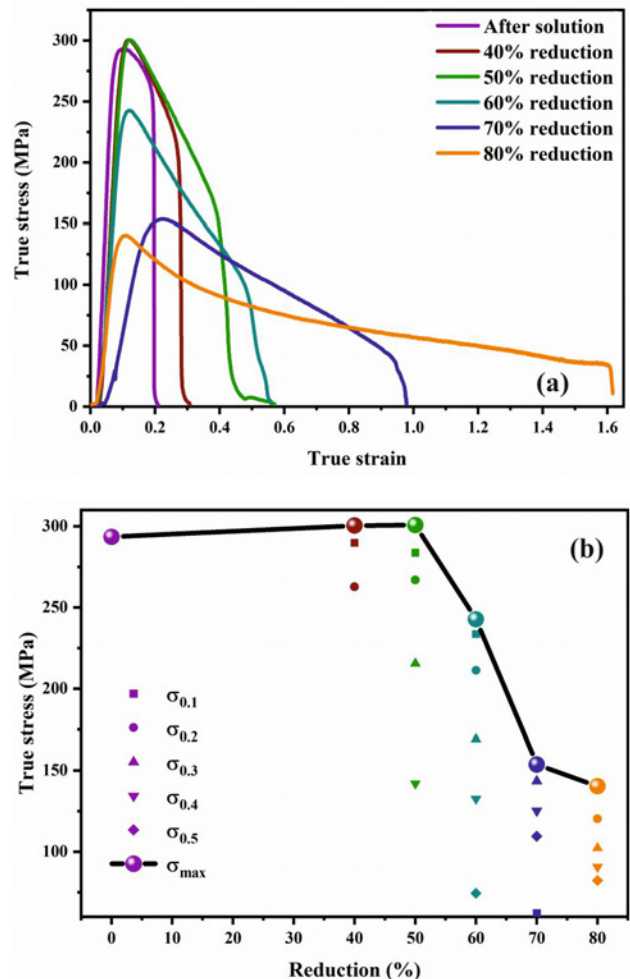 After solution
40% reduction
50% reduction
60% reduction
70% reduction
80% reduction
300
250
200
150
100
50
0
True stress (MPa)
(a)
0.0 0.2 0.4 0.6 0.8 1.0 1.2 1.4 1.6
True strain
(b)
300
250
200
150
100
True stress (MPa)
σ0.1
σ0.2
σ0.3
σ0.4
σ0.5
σmax
0 10 20 30 40 50 60 70 80
Reduction (%)